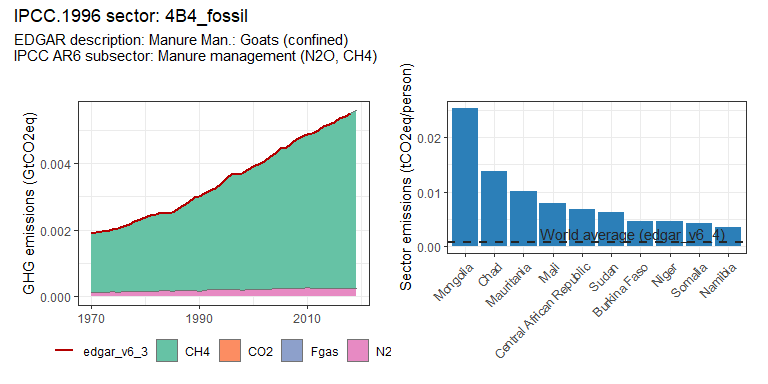 IPCC.1996 sector: 4B4_fossil
EDGAR description: Manure Man.: Goats (confined)
IPCC AR6 subsector: Manure management (N2O, CH4)
GHG emissions (GtCO2eq)
0.004
0.002
0.000
1970
1990
2010
edgar_v6_3
CH4
CO2
Fgas
N2
Sector emissions (tCO2eq/person)
0.02
0.01
0.00
World average (edgar_v6_4)
Mongolia
Chad
Mauritania
Mali
Central African Republic
Sudan
Burkina Faso
Niger
Somalia
Namibia